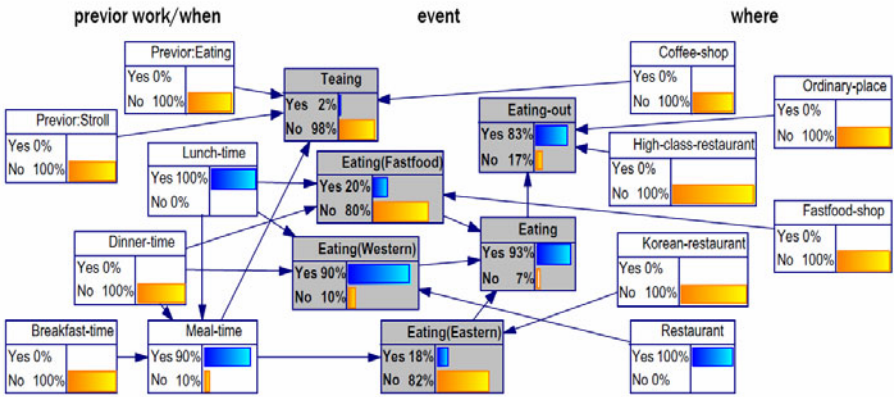 previor work/when
event
where
Previor:Eating
Yes 0%
No 100%
Teaing
Yes 2%
No 98%
Coffee-shop
Yes 0%
No 100%
Ordinary-place
Yes 0%
No 100%
Previor:Stroll
Yes 0%
No 100%
Eating-out
Yes 83%
No 17%
Lunch-time
Yes 100%
No 0%
Eating(Fastfood)
Yes 20%
No 80%
High-class-restaurant
Yes 0%
No 100%
Fastfood-shop
Yes 0%
No 100%
Dinner-time
Yes 0%
No 100%
Eating(Western)
Yes 90%
No 10%
Eating
Yes 93%
No 7%
Korean-restaurant
Yes 0%
No 100%
Breakfast-time
Yes 0%
No 100%
Meal-time
Yes 90%
No 10%
Eating(Eastern)
Yes 18%
No 82%
Restaurant
Yes 100%
No 0%